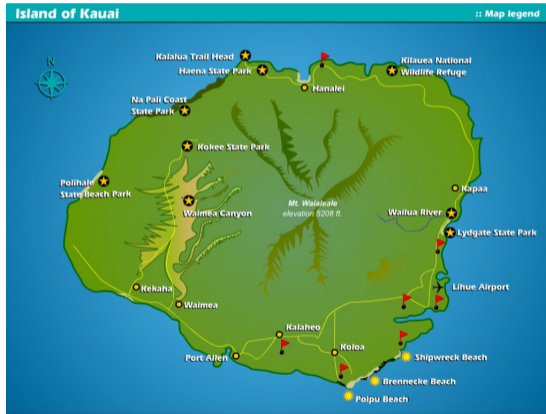 Island of Kauai
:: Map legend
N
Kalalua Trail Head
Haena State Park
Kilauea National
Wildlife Refuge
Hanalei
Na Pali Coast
State Park
Kokee State Park
Polihale
State Beach Park
Waimea Canyon
Mt. Waialeale
elevation 5208 ft.
Kapaa
Wailua River
Lydgate State Park
Lihue Airport
Kekaha
Waimea
Kalaheo
Port Allen
Koloa
Shipwreck Beach
Brennecke Beach
Poipu Beach